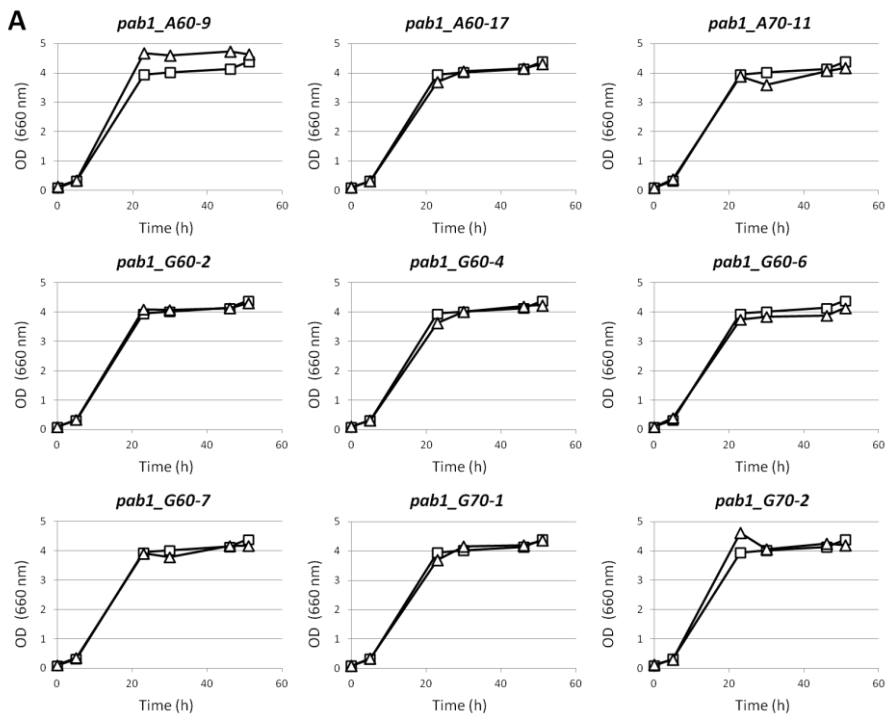 A
pab1_A60-9
pab1_A60-17
pab1_A70-11
5
4
3
2
1
0
OD (660 nm)
0 20 40 60
Time (h)
5
4
3
2
1
0
OD (660 nm)
0 20 40 60
Time (h)
5
4
3
2
1
0
OD (660 nm)
0 20 40 60
Time (h)
pab1_G60-2
pab1_G60-4
pab1_G60-6
5
4
3
2
1
0
OD (660 nm)
0 20 40 60
Time (h)
5
4
3
2
1
0
OD (660 nm)
0 20 40 60
Time (h)
5
4
3
2
1
0
OD (660 nm)
0 20 40 60
Time (h)
pab1_G60-7
pab1_G70-1
pab1_G70-2
5
4
3
2
1
0
OD (660 nm)
0 20 40 60
Time (h)
5
4
3
2
1
0
OD (660 nm)
0 20 40 60
Time (h)
5
4
3
2
1
0
OD (660 nm)
0 20 40 60
Time (h)